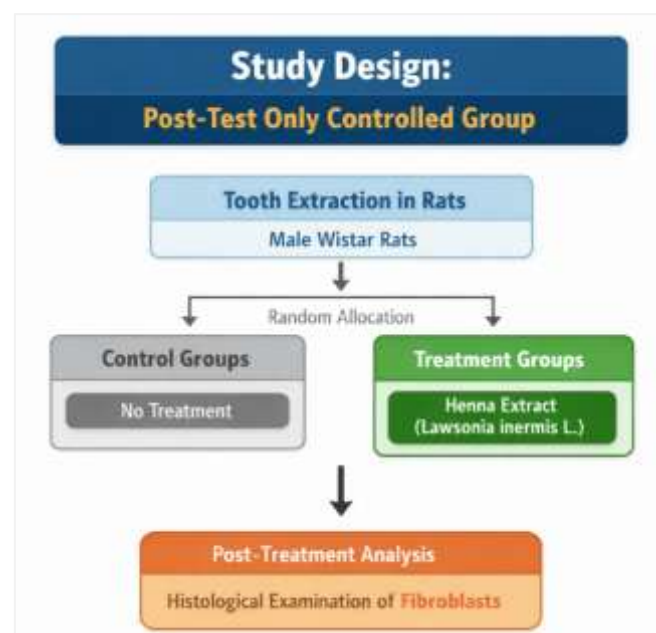 Study Design:
Post-Test Only Controlled Group
Tooth Extraction in Rats
Male Wistar Rats
Random Allocation
Control Groups
No Treatment
Treatment Groups
Henna Extract
(Lawsonia inermis L.)
Post-Treatment Analysis
Histological Examination of Fibroblasts